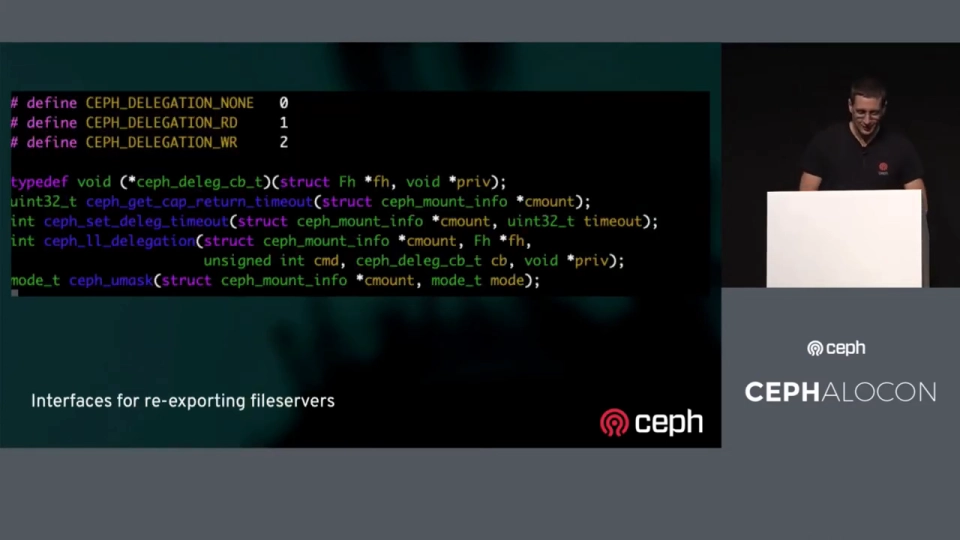 # define CEPH_DELEGATION_NONE 0
# define CEPH_DELEGATION_RD 1
# define CEPH_DELEGATION_WR 2
typedef void (*ceph_deleg_cb_t)(struct Fh *fh, void *priv);
uint32_t ceph_get_cap_return_timeout(struct ceph_mount_info *cmount);
int ceph_set_deleg_timeout(struct ceph_mount_info *cmount, uint32_t timeout);
int ceph_ll_delegation(struct ceph_mount_info *cmount, Fh *fh,
unsigned int cmd, ceph_deleg_cb_t cb, void *priv);
mode_t ceph_umask(struct ceph_mount_info *cmount, mode_t mode);
Interfaces for re-exporting fileservers
ceph
ceph
CEPHALOCON